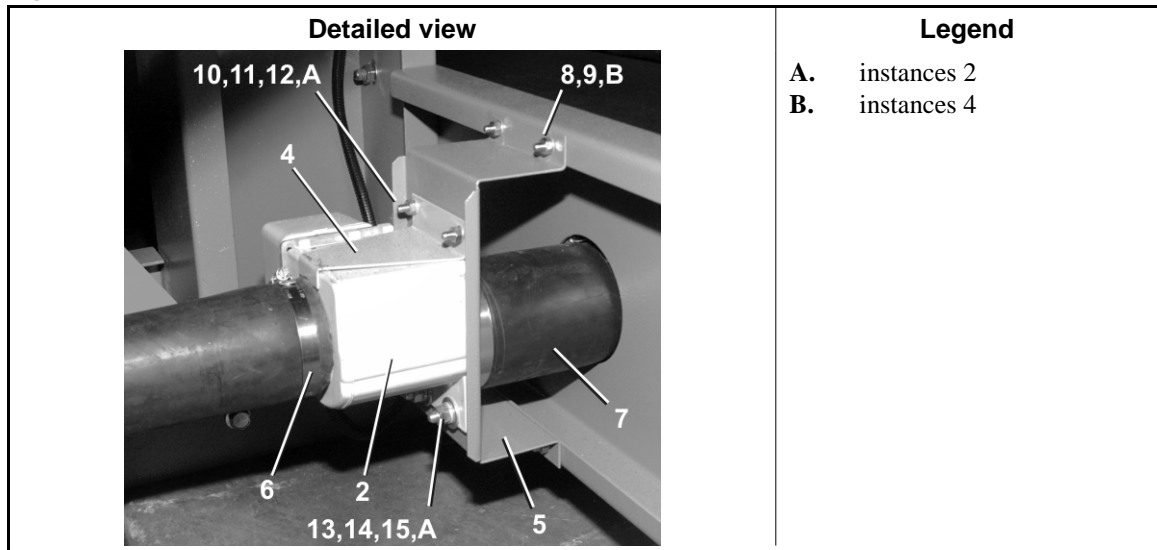 Detailed view
Legend
10,11,12,A
8,9,B
4
6
2
13,14,15,A
5
7
A. instances 2
B. instances 4